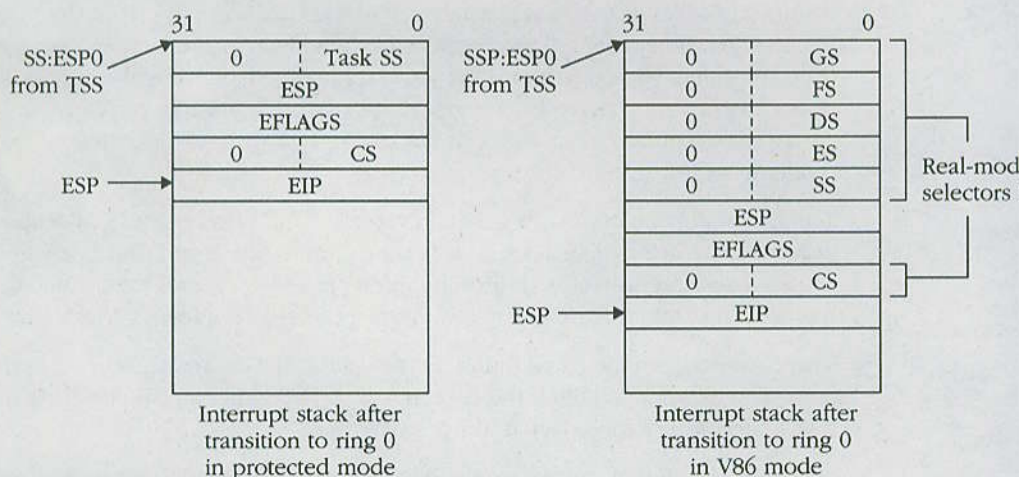 31 0
SS:ESP0
from TSS
0 Task SS
ESP
EFLAGS
0 CS
ESP
EIP
Interrupt stack after
transition to ring 0
in protected mode
31 0
SSP:ESP0
from TSS
0 GS
0 FS
0 DS
0 ES
0 SS
ESP
EFLAGS
0 CS
ESP
EIP
Real-mod
selectors
Interrupt stack after
transition to ring 0
in V86 mode